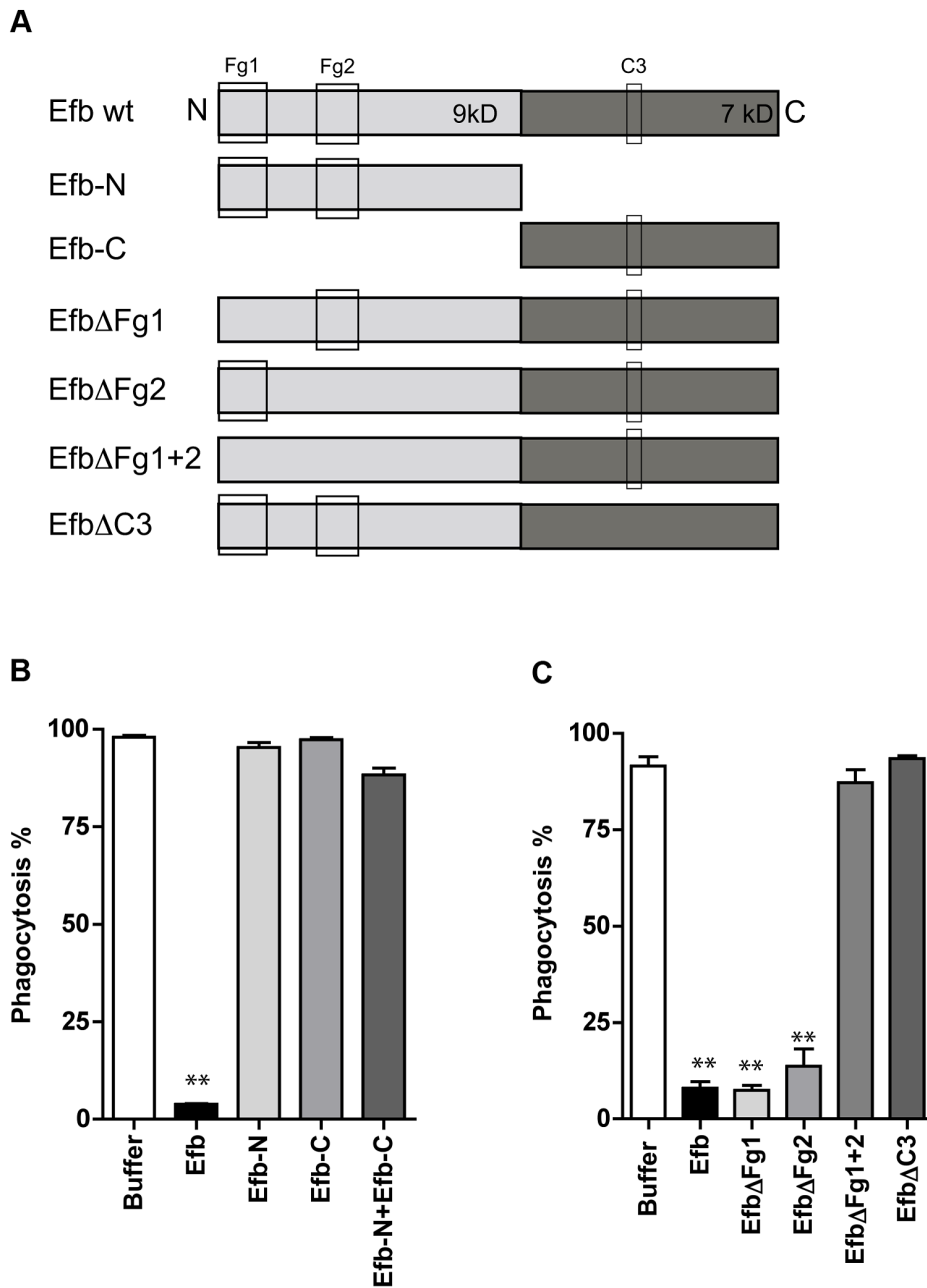 A
Fg1 Fg2 C3
Efb wt N 9kD 7 kD C
Efb-N
Efb-C
EfbΔFg1
EfbΔFg2
EfbΔFg1+2
EfbΔC3
B
Phagocytosis %
100
75
50
25
0
**
Buffer
Efb
Efb-N
Efb-C
Efb-N+Efb-C
C
Phagocytosis %
100
75
50
25
0
** ** **
Buffer
Efb
EfbΔFg1
EfbΔFg2
EfbΔFg1+2
EfbΔC3